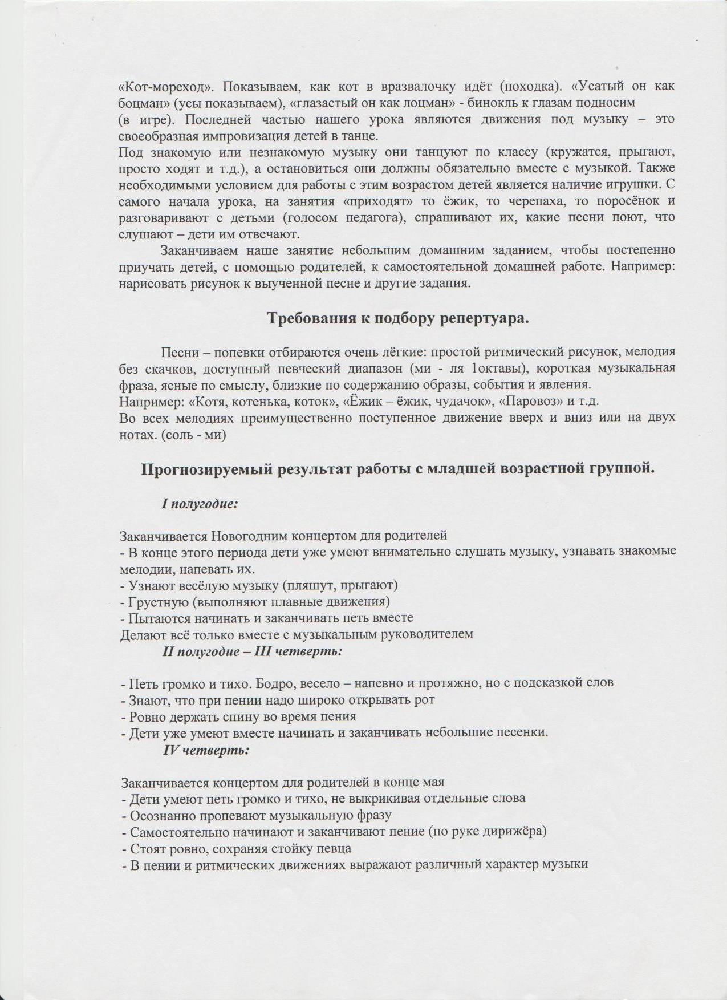 «Кот-мореход». Показываем, как кот в вразвалочку идёт (походка). «Усатый он как
боцман» (усы показываем), «глазастый он как лоцман» - бинокль к глазам подносим
(в игре). Последней частью нашего урока являются движения под музыку – это
своеобразная импровизация детей в танце.
Под знакомую или незнакомую музыку они танцуют по классу (кружатся, прыгают,
просто ходят и т.д.), а остановиться они должны обязательно вместе с музыкой. Также
необходимыми условием для работы с этим возрастом детей является наличие игрушки. С
самого начала урока, на занятия «приходят» то ёжик, то черепаха, то поросёнок и
разговаривают с детьми (голосом педагога), спрашивают их, какие песни поют, что
слушают – дети им отвечают.
Заканчиваем наше занятие небольшим домашним заданием, чтобы постепенно
приучать детей, с помощью родителей, к самостоятельной домашней работе. Например:
нарисовать рисунок к выученной песне и другие задания.
Требования к подбору репертуара.
Песни – попевки отбираются очень лёгкие: простой ритмический рисунок, мелодия
без скачков, доступный певческий диапазон (ми - ля 1октавы), короткая музыкальная
фраза, ясные по смыслу, близкие по содержанию образы, события и явления.
Например: «Котя, котенька, коток», «Ёжик – ёжик, чудачок», «Паровоз» и т.д.
Во всех мелодиях преимущественно поступенное движение вверх и вниз или на двух
нотах. (соль - ми)
Прогнозируемый результат работы с младшей возрастной группой.
I полугодие:
Заканчивается Новогодним концертом для родителей
- В конце этого периода дети уже умеют внимательно слушать музыку, узнавать знакомые
мелодии, напевать их.
- Узнают весёлую музыку (пляшут, прыгают)
- Грустную (выполняют плавные движения)
- Пытаются начинать и заканчивать петь вместе
Делают всё только вместе с музыкальным руководителем
II полугодие – III четверть:
- Петь громко и тихо. Бодро, весело – напевно и протяжно, но с подсказкой слов
- Знают, что при пении надо широко открывать рот
- Ровно держать спину во время пения
- Дети уже умеют вместе начинать и заканчивать небольшие песенки.
IV четверть:
Заканчивается концертом для родителей в конце мая
- Дети умеют петь громко и тихо, не выкрикивая отдельные слова
- Осознанно пропевают музыкальную фразу
- Самостоятельно начинают и заканчивают пение (по руке дирижёра)
- Стоят ровно, сохраняя стойку певца
- В пении и ритмических движениях выражают различный характер музыки